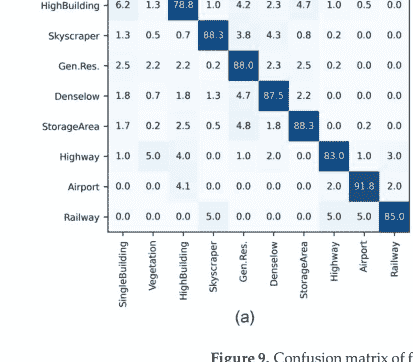 HighBuilding 6.2 1.3 78.8 1.0 4.2 2.3 4.7 1.0 0.5 0.0
Skyscraper 1.3 0.5 0.7 88.3 3.8 4.3 0.8 0.2 0.0 0.0
Gen.Res. 2.5 2.2 2.2 0.2 88.0 2.3 2.5 0.2 0.0 0.0
Denselow 1.8 0.7 1.8 1.3 4.7 87.5 2.2 0.0 0.0 0.0
StorageArea 1.7 0.2 2.5 0.5 4.8 1.8 88.3 0.0 0.2 0.0
Highway 1.0 5.0 4.0 0.0 1.0 2.0 0.0 83.0 1.0 3.0
Airport 0.0 0.0 4.1 0.0 0.0 0.0 0.0 2.0 91.8 2.0
Railway 0.0 0.0 0.0 5.0 0.0 0.0 0.0 5.0 5.0 85.0
SingleBuilding Vegetation HighBuilding Skyscraper Gen.Res. Denselow StorageArea Highway Airport Railway
(a)
Figure 9. Confusion matrix of f